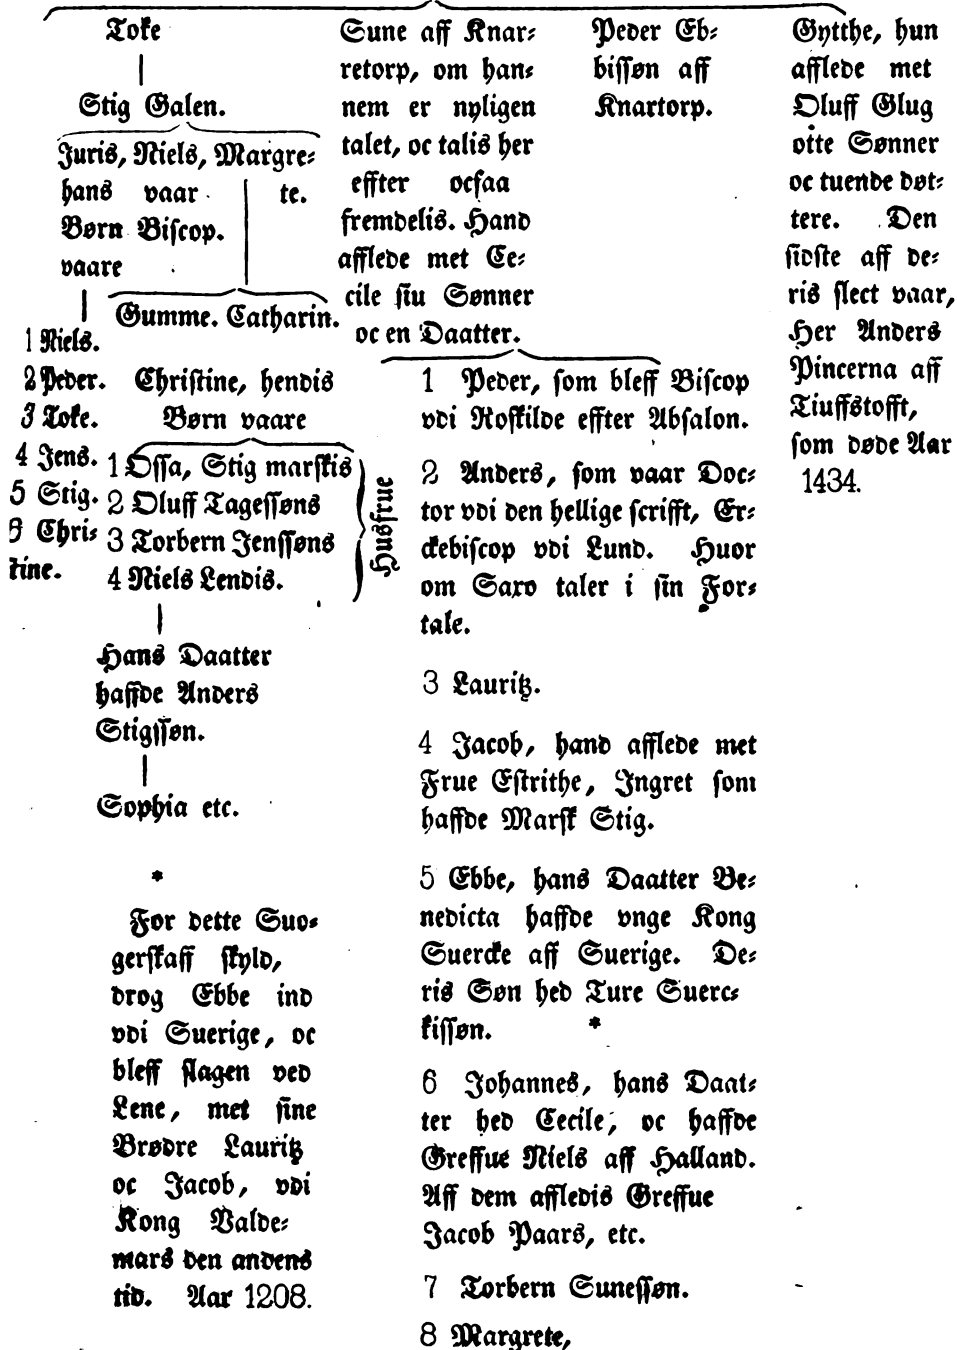 Toke
Stig Galen.
Juris, Niels, Margre⸗
hans vaar te.
Børn Biscop.
vaare
Gumme. Catharin.
1 Niels.
2 Peder.
3 Toke.
4 Jens.
5 Stig.
6 Chri⸗
stine.
Christine, hendis
Børn vaare
1 Ossa, Stig marskis
2 Oluff Tagessøns
3 Torbern Jenssøns
4 Niels Lendis.
Husfrue
Hans Daatter
haffde Anders
Stigssøn.
Sophia etc.
*
For dette Suo⸗
gerskaff skyld,
drog Ebbe ind
vdi Suerige, oc
bleff slagen ved
Lene, met sine
Brødre Lauritz
oc Jacob, vdi
Kong Valde⸗
mars den andens
tid. Aar 1208.
Sune aff Knar⸗
retorp, om han⸗
nem er nyligen
talet, oc talis her
effter ocsaa
fremdelis. Hand
afflede met Ce⸗
cile siu Sønner
oc en Daatter.
1 Peder, som bleff Biscop
vdi Roskilde effter Absalon.
2 Anders, som vaar Doc⸗
tor vdi den hellige scrifft, Er⸗
ckebiscop vdi Lund. Huor
om Saxo taler i sin For⸗
tale.
3 Lauritz.
4 Jacob, hand afflede met
Frue Estrithe, Ingret som
haffde Marsk Stig.
5 Ebbe, hans Daatter Be⸗
nedicta haffde vnge Kong
Suercke aff Suerige. De⸗
ris Søn hed Ture Suerc⸗
kissøn. *
6 Johannes, hans Daat⸗
ter hed Cecile, oc haffde
Greffue Niels aff Halland.
Aff dem affledis Greffue
Jacob Paars, etc.
7 Torbern Sunessøn.
8 Margrete,
Peder Eb⸗
bissøn aff
Knartorp.
Gytthe, hun
afflede met
Oluff Glug
otte Sønner
oc tuende døt⸗
tere. Den
sidste aff de⸗
ris slect vaar,
Her Anders
Pincerna aff
Tiuffstofft,
som døde Aar
1434.